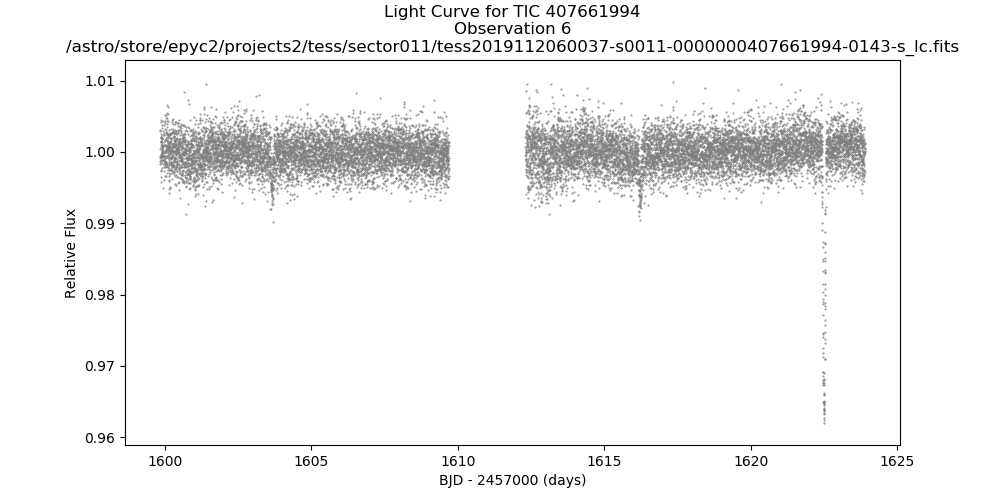 Light Curve for TIC 407661994
Observation 6
/astro/store/epyc2/projects2/tess/sector011/tess2019112060037-s0011-0000000407661994-0143-s_lc.fits
1.01
1.00
0.99
0.98
0.97
0.96
Relative Flux
1600
1605
1610
1615
1620
1625
BJD - 2457000 (days)